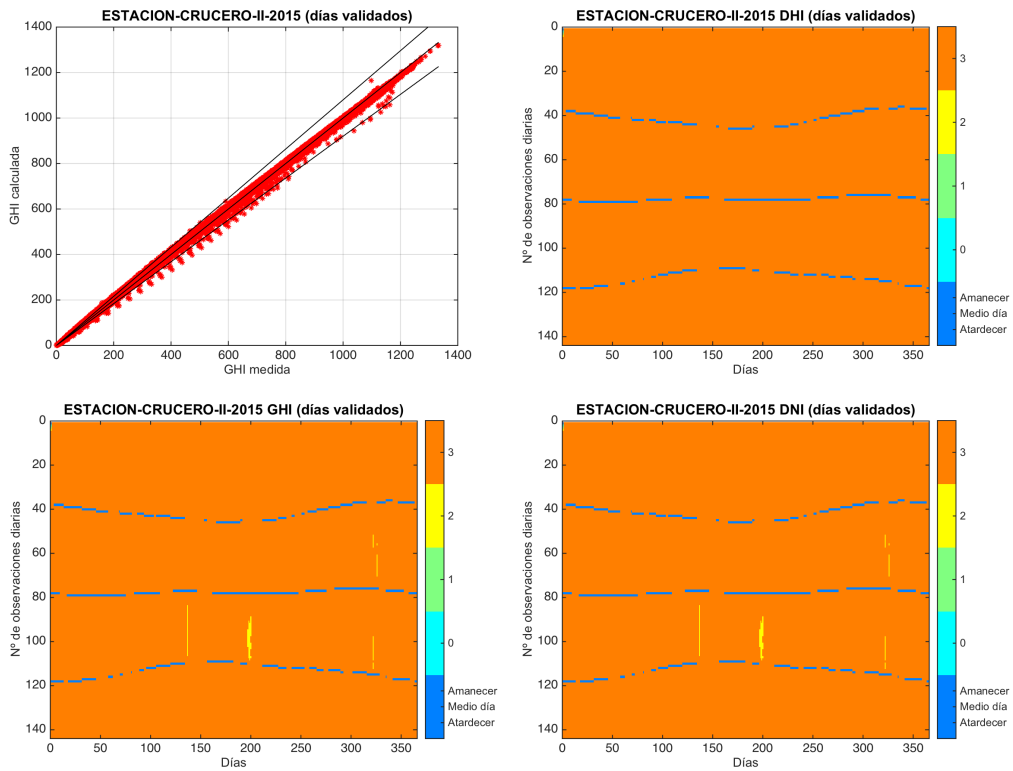 ESTACION-CRUCERO-II-2015 (días validados)
1400
1200
1000
800
600
400
200
0
GHI calculada
0 200 400 600 800 1000 1200 1400
GHI medida
ESTACION-CRUCERO-II-2015 DHI (días validados)
0
20
40
60
80
100
120
140
Nº de observaciones diarias
0 50 100 150 200 250 300 350
Días
3
2
1
0
Amanecer
Medio día
Atardecer
ESTACION-CRUCERO-II-2015 GHI (días validados)
0
20
40
60
80
100
120
140
Nº de observaciones diarias
0 50 100 150 200 250 300 350
Días
3
2
1
0
Amanecer
Medio día
Atardecer
ESTACION-CRUCERO-II-2015 DNI (días validados)
0
20
40
60
80
100
120
140
Nº de observaciones diarias
0 50 100 150 200 250 300 350
Días
3
2
1
0
Amanecer
Medio día
Atardecer